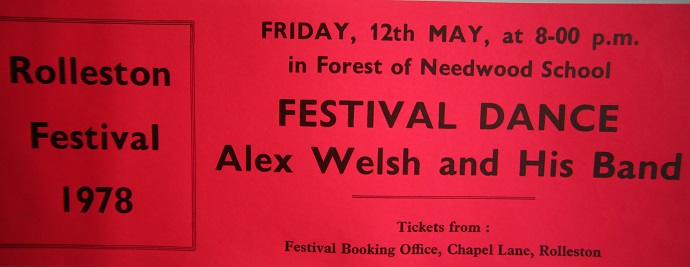 Rolleston
Festival
1978
FRIDAY, 12th MAY, at 8-00 p.m.
in Forest of Needwood School
FESTIVAL DANCE
Alex Welsh and His Band
Tickets from :
Festival Booking Office, Chapel Lane, Rolleston